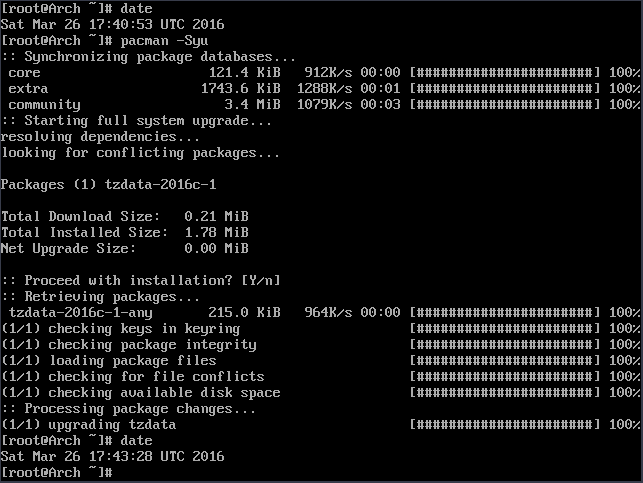 [root@Arch ~]# date
Sat Mar 26 17:40:53 UTC 2016
[root@Arch ~]# pacman -Syu
:: Synchronizing package databases...
 core                     121.4 KiB   912K/s 00:00 [######################] 100%
 extra                   1743.6 KiB  1288K/s 00:01 [######################] 100%
 community                  3.4 MiB  1079K/s 00:03 [######################] 100%
:: Starting full system upgrade...
resolving dependencies...
looking for conflicting packages...

Packages (1) tzdata-2016c-1

Total Download Size:   0.21 MiB
Total Installed Size:  1.78 MiB
Net Upgrade Size:      0.00 MiB

:: Proceed with installation? [Y/n]
:: Retrieving packages...
 tzdata-2016c-1-any       215.0 KiB   964K/s 00:00 [######################] 100%
(1/1) checking keys in keyring                     [######################] 100%
(1/1) checking package integrity                   [######################] 100%
(1/1) loading package files                        [######################] 100%
(1/1) checking for file conflicts                  [######################] 100%
(1/1) checking available disk space                [######################] 100%
:: Processing package changes...
(1/1) upgrading tzdata                             [######################] 100%
[root@Arch ~]# date
Sat Mar 26 17:43:28 UTC 2016
[root@Arch ~]#